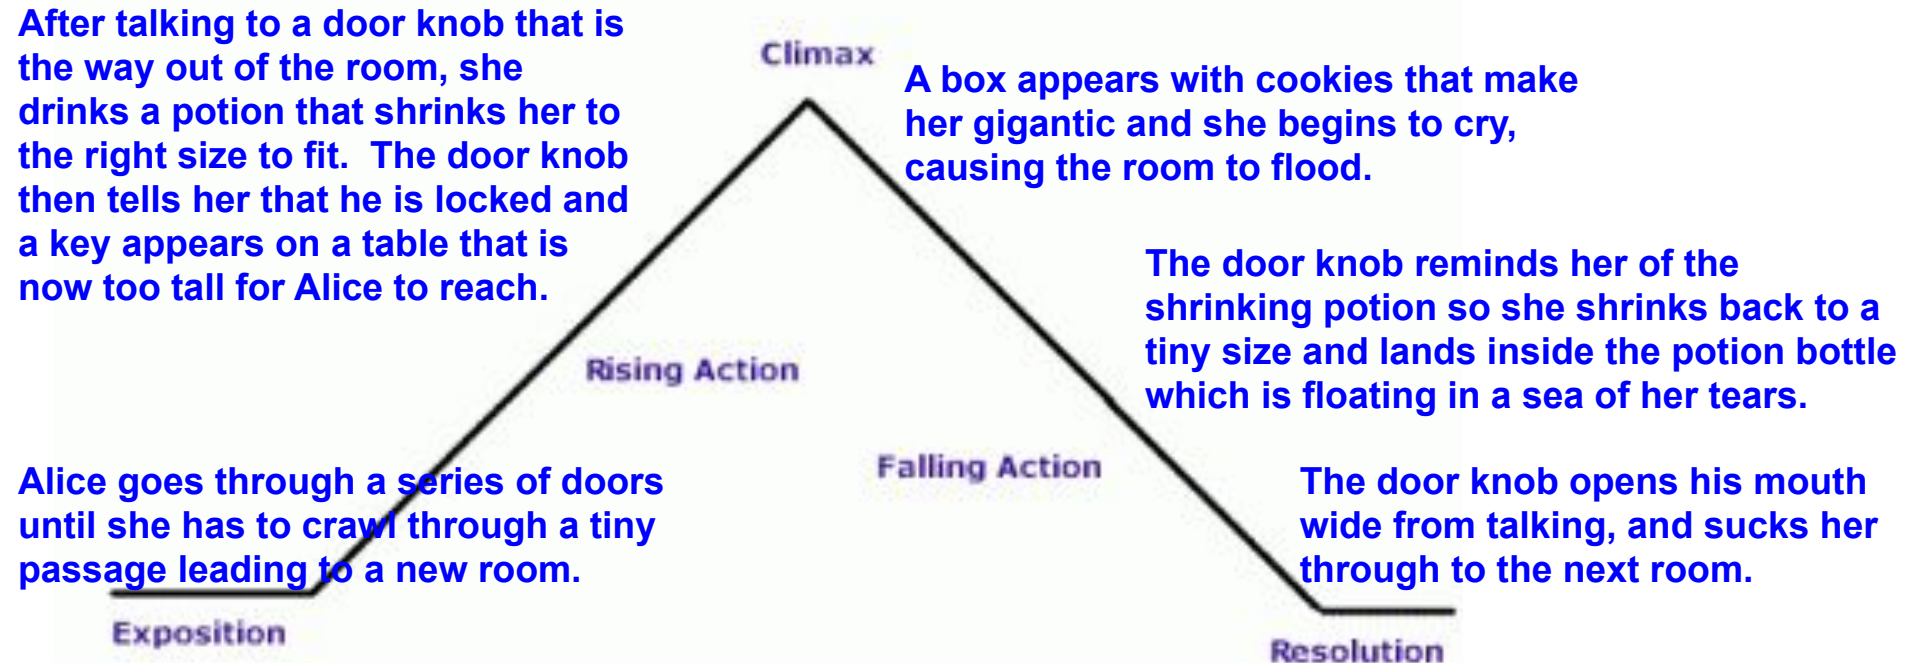 After talking to a door knob that is
the way out of the room, she
drinks a potion that shrinks her to
the right size to fit.  The door knob
then tells her that he is locked and
a key appears on a table that is
now too tall for Alice to reach.
Climax
A box appears with cookies that make
her gigantic and she begins to cry,
causing the room to flood.
The door knob reminds her of the
shrinking potion so she shrinks back to a
tiny size and lands inside the potion bottle
which is floating in a sea of her tears.
Rising Action
Falling Action
Alice goes through a series of doors
until she has to crawl through a tiny
passage leading to a new room.
The door knob opens his mouth
wide from talking, and sucks her
through to the next room.
Exposition
Resolution